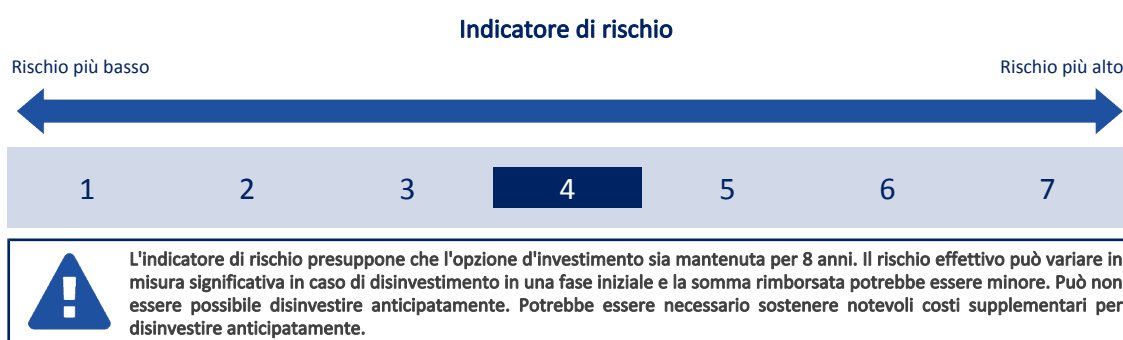 Indicatore di rischio
Rischio più basso
Rischio più alto
1 2 3 4 5 6 7
L'indicatore di rischio presuppone che l'opzione d'investimento sia mantenuta per 8 anni. Il rischio effettivo può variare in
misura significativa in caso di disinvestimento in una fase iniziale e la somma rimborsata potrebbe essere minore. Può non
essere possibile disinvestire anticipatamente. Potrebbe essere necessario sostenere notevoli costi supplementari per
disinvestire anticipatamente.